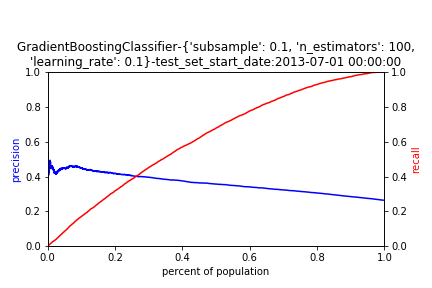 GradientBoostingClassifier-{'subsample': 0.1, 'n_estimators': 100,
'learning_rate': 0.1}-test_set_start_date:2013-07-01 00:00:00
1.0
0.8
0.6
0.4
0.2
0.0
precision
1.0
0.8
0.6
0.4
0.2
0.0
recall
0.0 0.2 0.4 0.6 0.8 1.0
percent of population